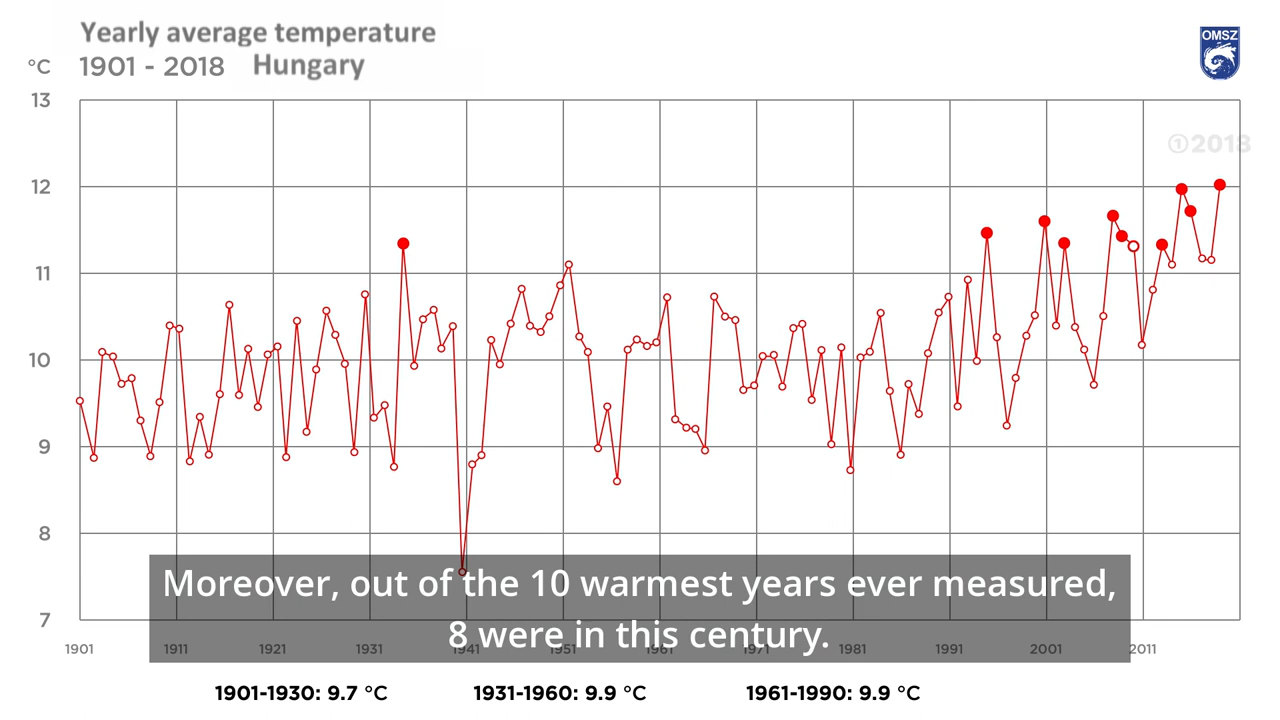 Yearly average temperature
°C 1901 - 2018 Hungary
OMSZ
13
①2018
12
11
10
9
8
7
Moreover, out of the 10 warmest years ever measured,
8 were in this century.
1901 1911 1921 1931 1941 1951 1961 1971 1981 1991 2001 2011
1901-1930: 9.7 °C 1931-1960: 9.9 °C 1961-1990: 9.9 °C